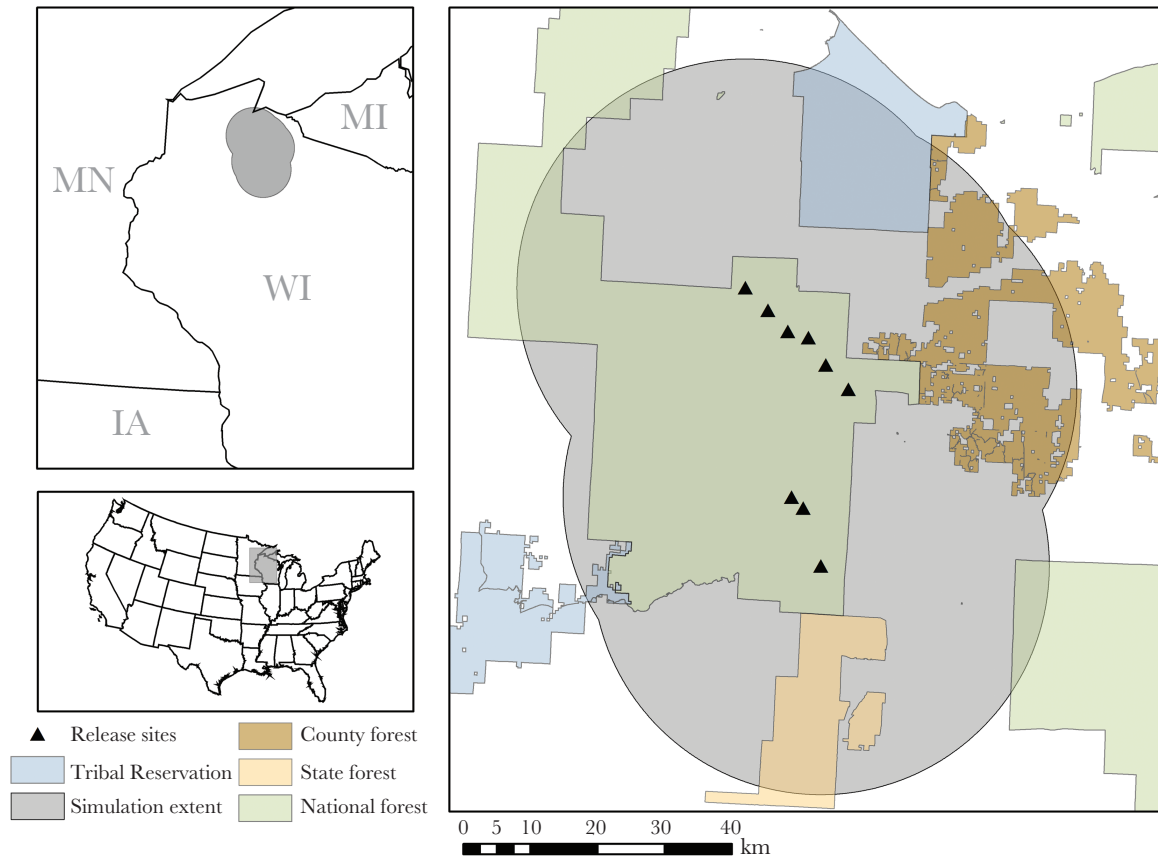 MI
MN
WI
IA
Release sites
County forest
Tribal Reservation
State forest
Simulation extent
National forest
0 5 10 20 30 40
km